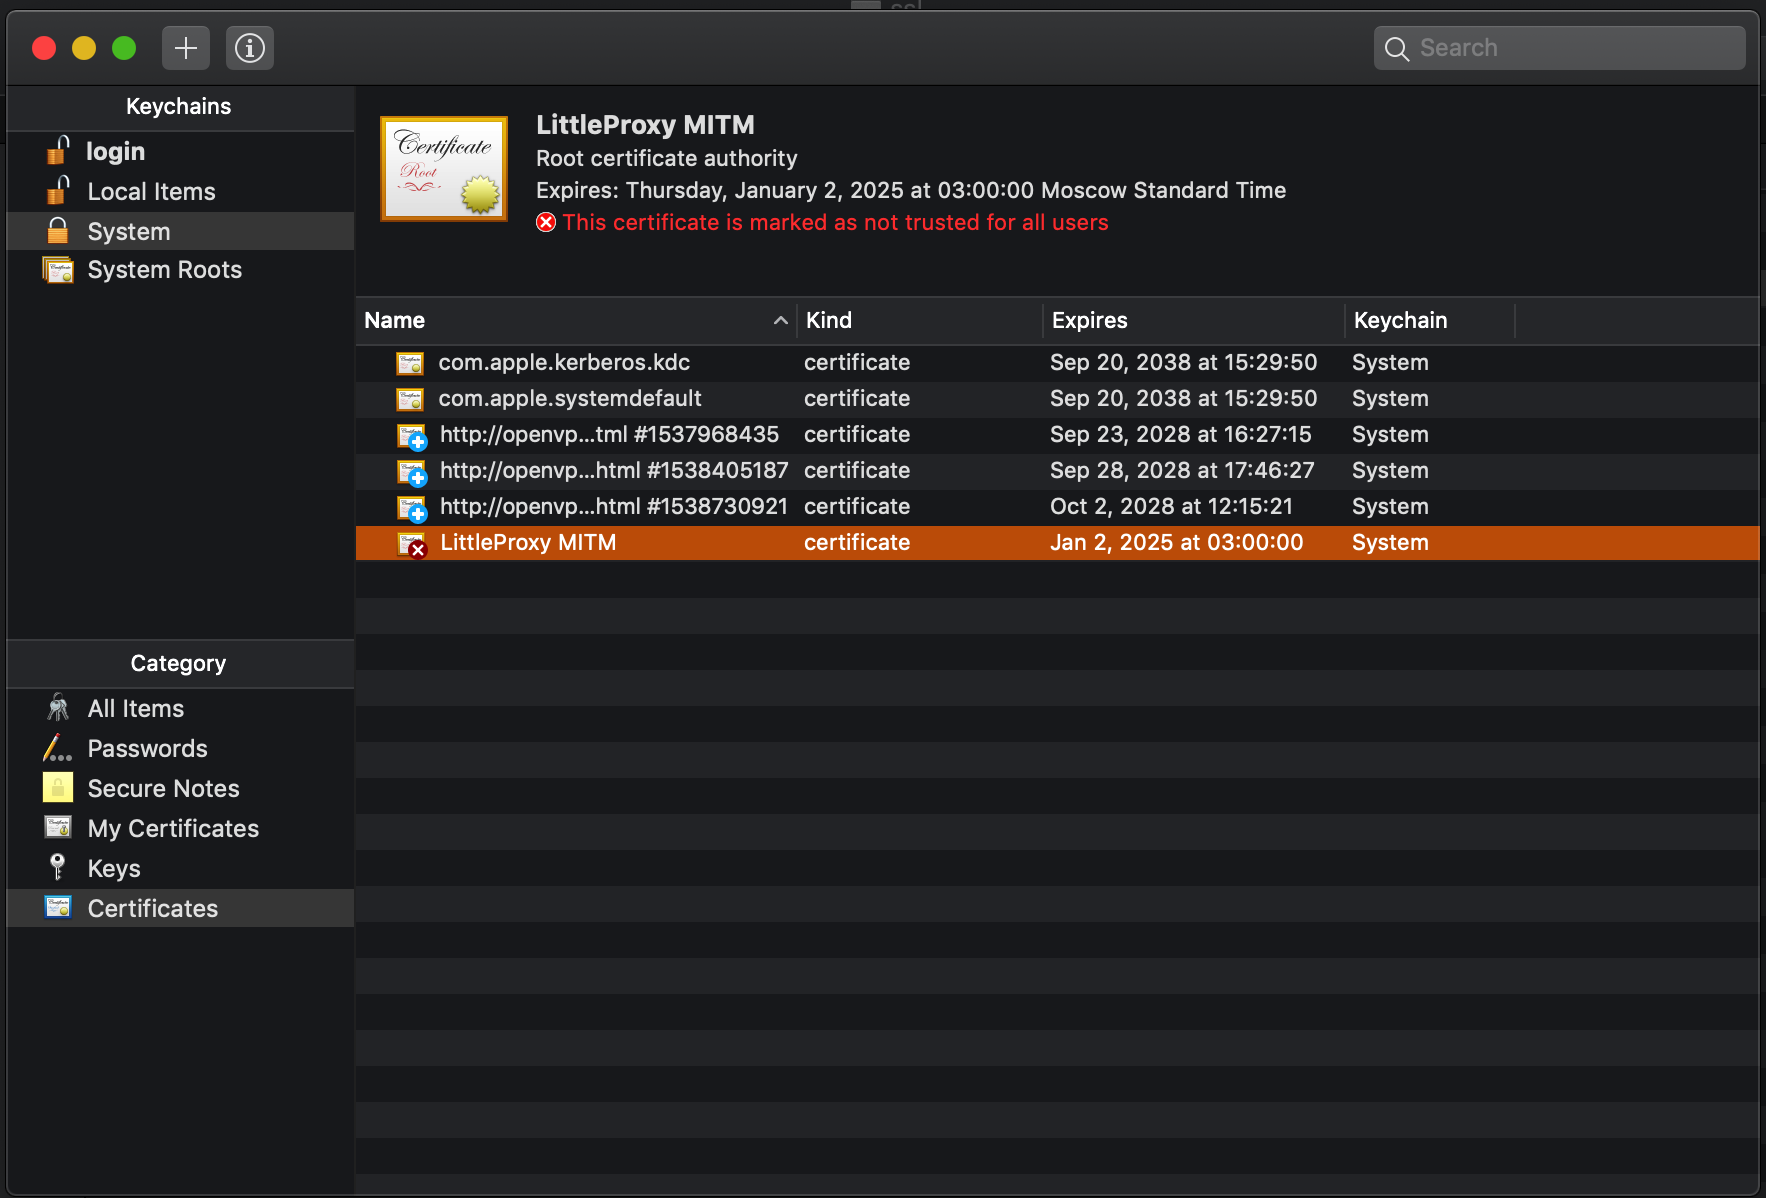 Search
Keychains
login
Local Items
System
System Roots
Certificate
Root
LittleProxy MITM
Root certificate authority
Expires: Thursday, January 2, 2025 at 03:00:00 Moscow Standard Time
This certificate is marked as not trusted for all users
Name Kind Expires Keychain
com.apple.kerberos.kdc certificate Sep 20, 2038 at 15:29:50 System
com.apple.systemdefault certificate Sep 20, 2038 at 15:29:50 System
http://openvp...tml #1537968435 certificate Sep 23, 2028 at 16:27:15 System
http://openvp...html #1538405187 certificate Sep 28, 2028 at 17:46:27 System
http://openvp...html #1538730921 certificate Oct 2, 2028 at 12:15:21 System
LittleProxy MITM certificate Jan 2, 2025 at 03:00:00 System
Category
All Items
Passwords
Secure Notes
My Certificates
Keys
Certificates